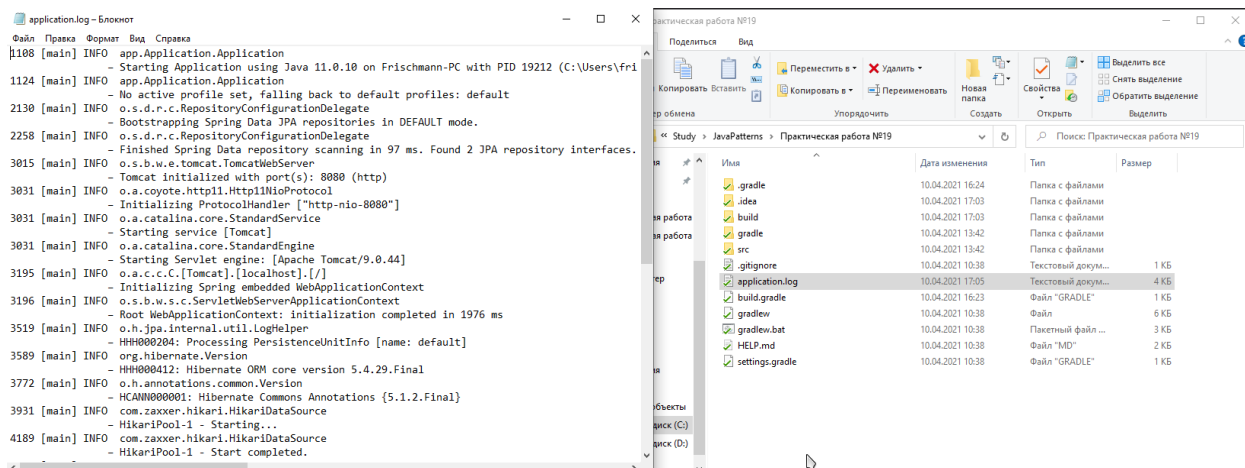 application.log – Блокнот
Файл Правка Формат Вид Справка
1108 [main] INFO app.Application.Application
– Starting Application using Java 11.0.10 on Frischmann-PC with PID 19212 (C:\Users\fri
1124 [main] INFO app.Application.Application
– No active profile set, falling back to default profiles: default
2130 [main] INFO o.s.d.r.c.RepositoryConfigurationDelegate
– Bootstrapping Spring Data JPA repositories in DEFAULT mode.
2258 [main] INFO o.s.d.r.c.RepositoryConfigurationDelegate
– Finished Spring Data repository scanning in 97 ms. Found 2 JPA repository interfaces.
3015 [main] INFO o.s.b.w.e.tomcat.TomcatWebServer
– Tomcat initialized with port(s): 8080 (http)
3031 [main] INFO o.a.coyote.http11.Http11NioProtocol
– Initializing ProtocolHandler ["http-nio-8080"]
3031 [main] INFO o.a.catalina.core.StandardService
– Starting service [Tomcat]
3031 [main] INFO o.a.catalina.core.StandardEngine
– Starting Servlet engine: [Apache Tomcat/9.0.44]
3195 [main] INFO o.a.c.c.C.[Tomcat].[localhost].[/]
– Initializing Spring embedded WebApplicationContext
3196 [main] INFO o.s.b.w.s.c.ServletWebServerApplicationContext
– Root WebApplicationContext: initialization completed in 1976 ms
3519 [main] INFO o.h.jpa.internal.util.LogHelper
– HHH000204: Processing PersistenceUnitInfo [name: default]
3589 [main] INFO org.hibernate.Version
– HHH000412: Hibernate ORM core version 5.4.29.Final
3772 [main] INFO o.h.annotations.common.Version
– HCANN000001: Hibernate Commons Annotations {5.1.2.Final}
3931 [main] INFO com.zaxxer.hikari.HikariDataSource
– HikariPool-1 - Starting...
4189 [main] INFO com.zaxxer.hikari.HikariDataSource
– HikariPool-1 - Start completed.
рактическая работа №19
Поделиться Вид
Копировать Вставить
Переместить в Удалить
Копировать в Переименовать
Новая папка
Свойства
Выделить все
Снять выделение
Обратить выделение
ер обмена Упорядочить Создать Открыть Выделить
« Study › JavaPatterns › Практическая работа №19
Поиск: Практическая работа №19
Имя Дата изменения Тип Размер
.gradle 10.04.2021 16:24 Папка с файлами
.idea 10.04.2021 17:03 Папка с файлами
build 10.04.2021 17:03 Папка с файлами
gradle 10.04.2021 13:42 Папка с файлами
src 10.04.2021 13:42 Папка с файлами
.gitignore 10.04.2021 10:38 Текстовый докум... 1 КБ
application.log 10.04.2021 17:05 Текстовый докум... 4 КБ
build.gradle 10.04.2021 16:23 Файл "GRADLE" 1 КБ
gradlew 10.04.2021 10:38 Файл 6 КБ
gradlew.bat 10.04.2021 10:38 Пакетный файл ... 3 КБ
HELP.md 10.04.2021 10:38 Файл "MD" 2 КБ
settings.gradle 10.04.2021 10:38 Файл "GRADLE" 1 КБ
ая работа
ая работа
тер
объекты
диск (C:)
диск (D:)